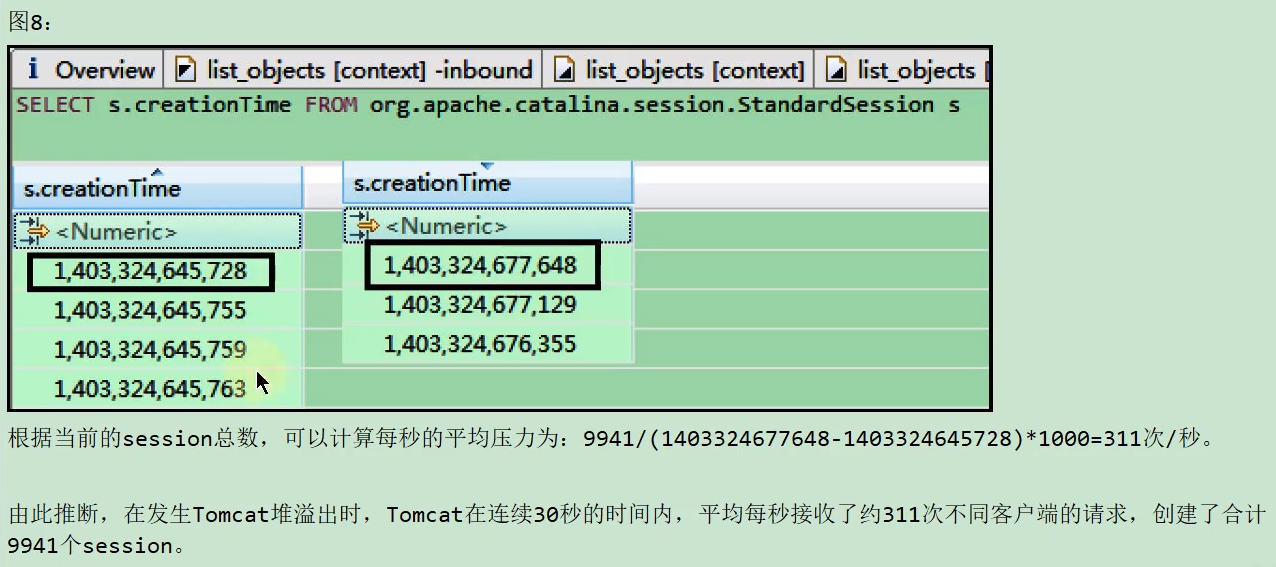 图8：
i Overview list_objects [context] -inbound list_objects [context] list_objects [
SELECT s.creationTime FROM org.apache.catalina.session.StandardSession s
s.creationTime s.creationTime
<Numeric> <Numeric>
1,403,324,645,728 1,403,324,677,648
1,403,324,645,755 1,403,324,677,129
1,403,324,645,759 1,403,324,676,355
1,403,324,645,763
根据当前的session总数，可以计算每秒的平均压力为：9941/(1403324677648-1403324645728)*1000=311次/秒。
由此推断，在发生Tomcat堆溢出时，Tomcat在连续30秒的时间内，平均每秒接收了约311次不同客户端的请求，创建了合计
9941个session。